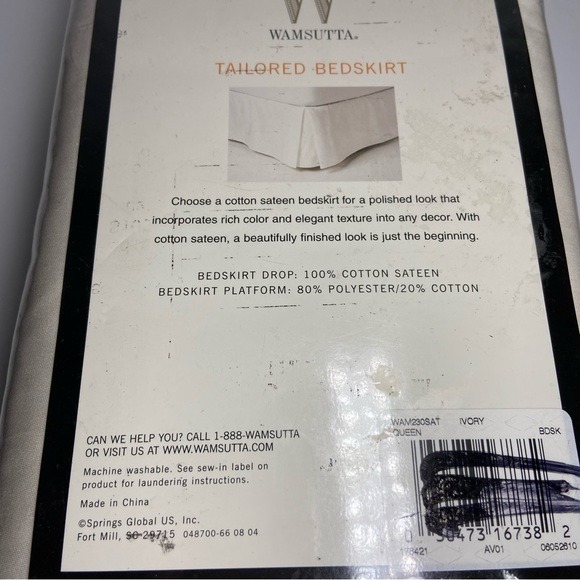 WAMSUTTA®
TAILORED BEDSKIRT
Choose a cotton sateen bedskirt for a polished look that
incorporates rich color and elegant texture into any decor. With
cotton sateen, a beautifully finished look is just the beginning.
BEDSKIRT DROP: 100% COTTON SATEEN
BEDSKIRT PLATFORM: 80% POLYESTER/20% COTTON
CAN WE HELP YOU? CALL 1-888-WAMSUTTA
OR VISIT US AT WWW.WAMSUTTA.COM
Machine washable. See sew-in label on
product for laundering instructions.
Made in China
©Springs Global US, Inc.
Fort Mill, SC 29715 048700-66 08 04
WAM230SAT IVORY
QUEEN BDSK
16738 2
AV01 06052610